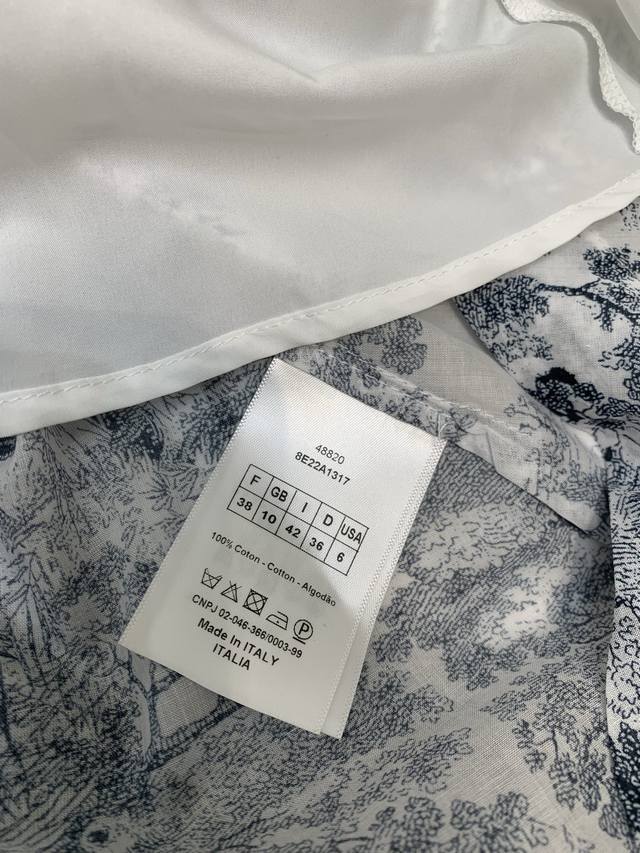 48820
8E22A1317
F GB I D USA
38 10 42 36 6
100% Coton - Cotton - Algodão
CNPJ 02-046-366/0003-99
Made In ITALY
ITALIA